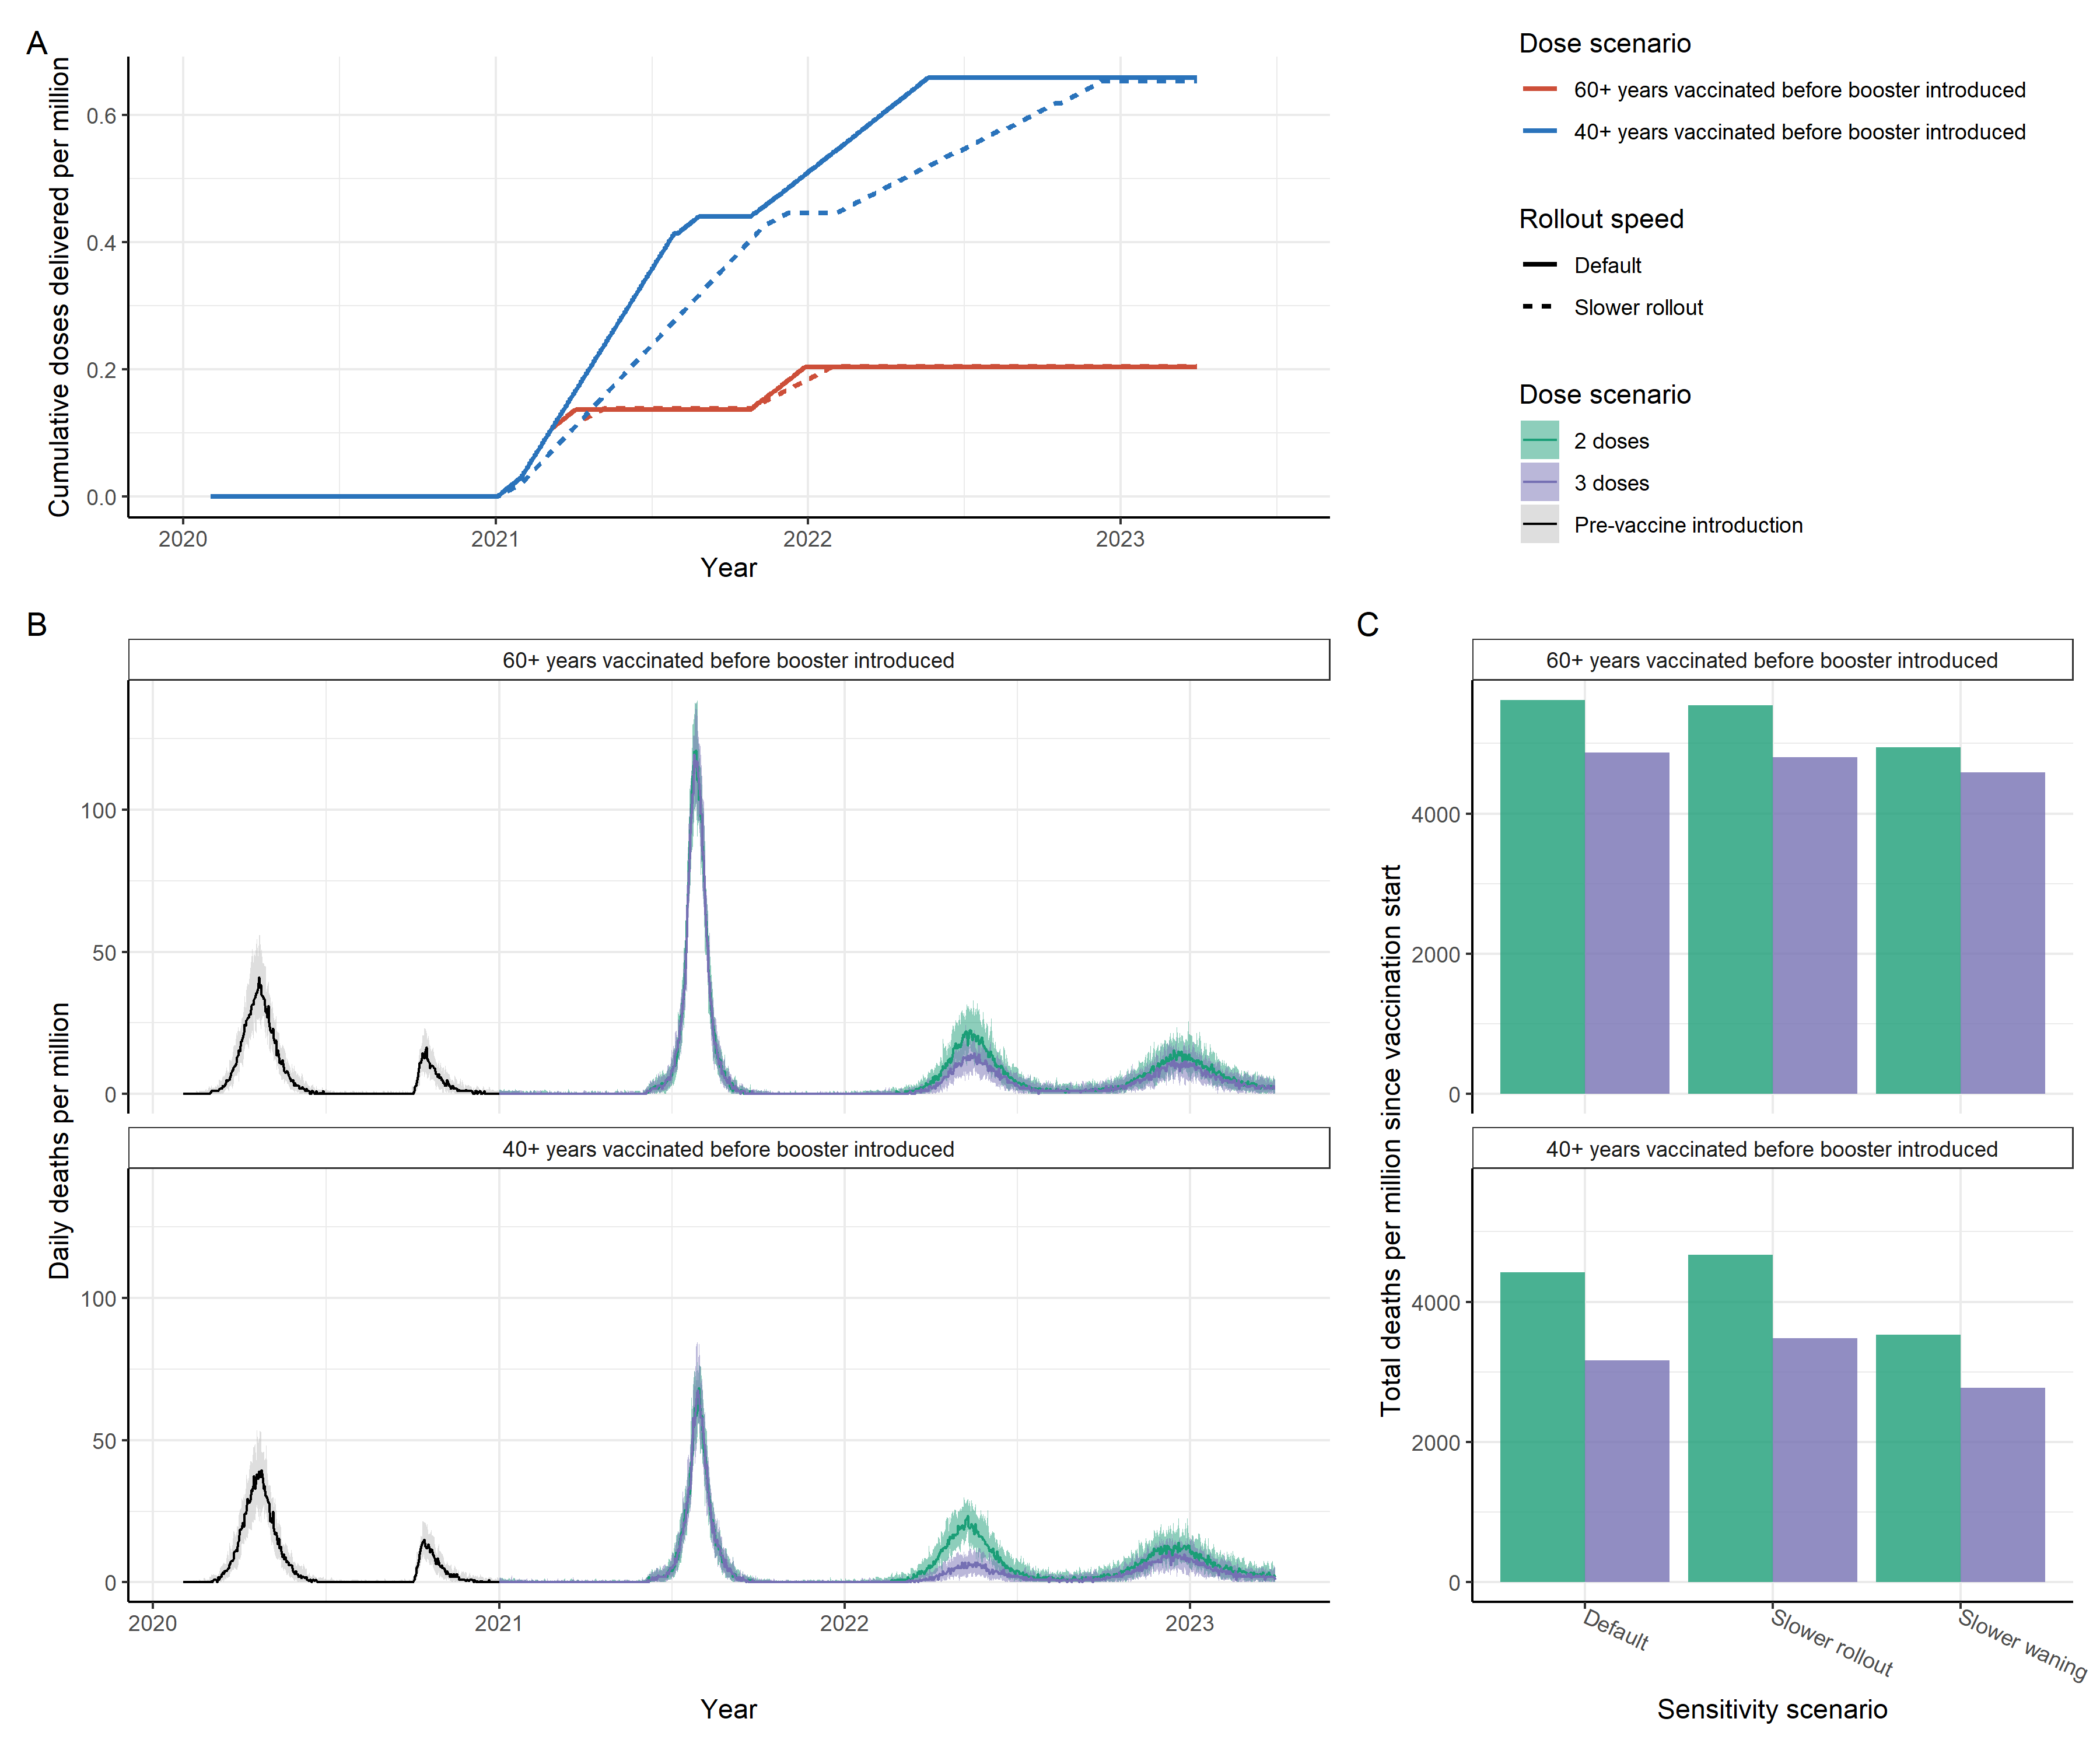 A
Cumulative doses delivered per million
0.6
0.4
0.2
0.0
2020
2021
2022
2023
Year
Dose scenario
60+ years vaccinated before booster introduced
40+ years vaccinated before booster introduced
Rollout speed
Default
Slower rollout
Dose scenario
2 doses
3 doses
Pre-vaccine introduction
B
60+ years vaccinated before booster introduced
Daily deaths per million
100
50
0
40+ years vaccinated before booster introduced
100
50
0
2020
2021
2022
2023
Year
C
60+ years vaccinated before booster introduced
Total deaths per million since vaccination start
4000
2000
0
40+ years vaccinated before booster introduced
4000
2000
0
Default
Slower rollout
Slower waning
Sensitivity scenario